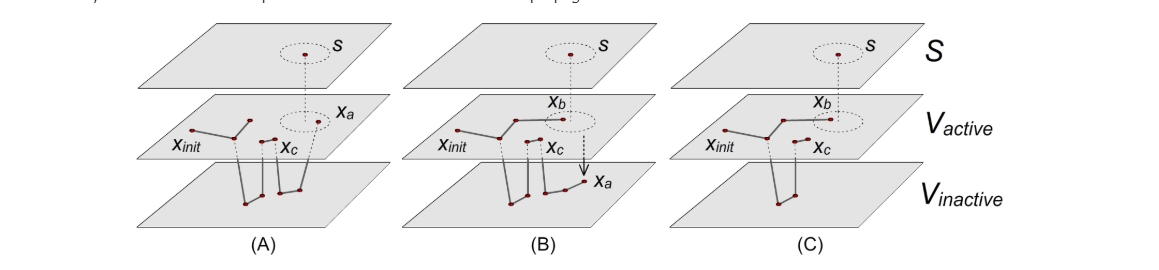 s s s S
x_a x_b x_b V_active
x_init x_c x_init x_c x_init x_c
x_a V_inactive
(A) (B) (C)